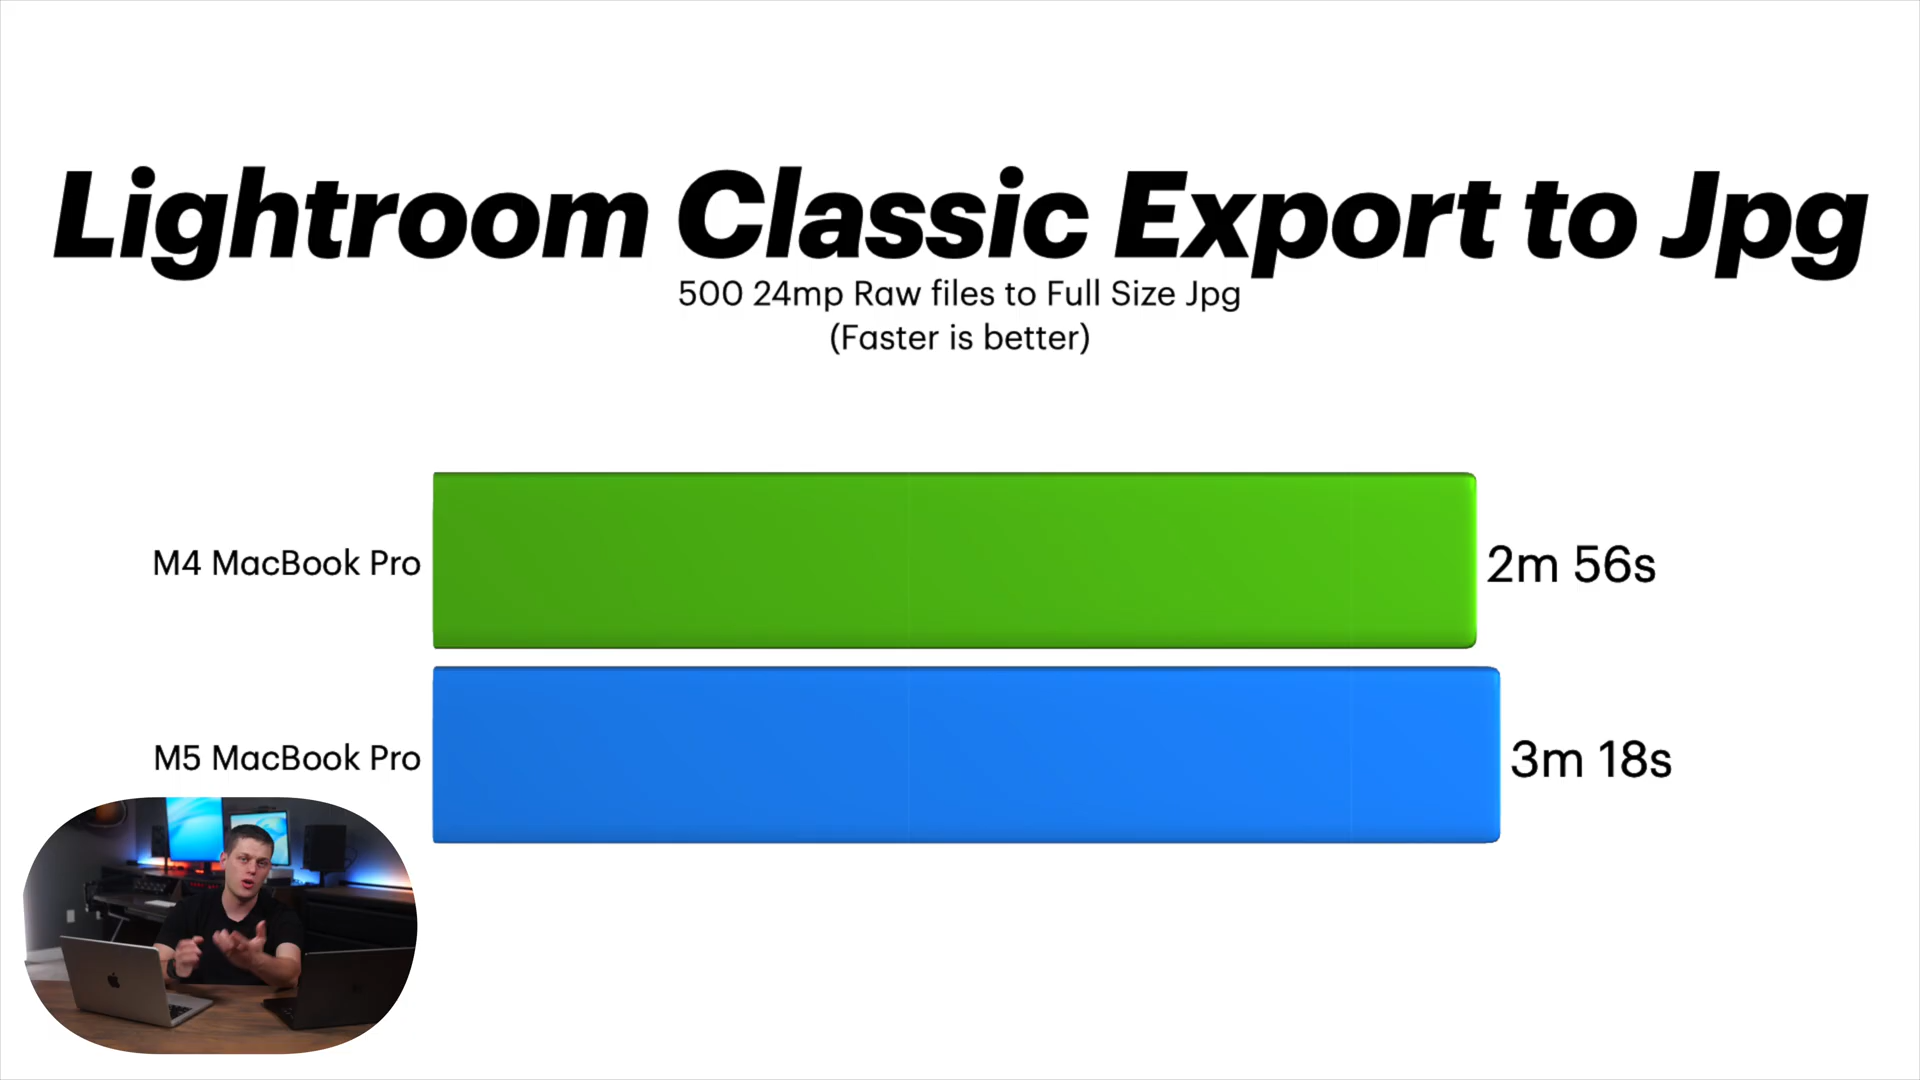 Lightroom Classic Export to Jpg
500 24mp Raw files to Full Size Jpg
(Faster is better)
M4 MacBook Pro
2m 56s
M5 MacBook Pro
3m 18s